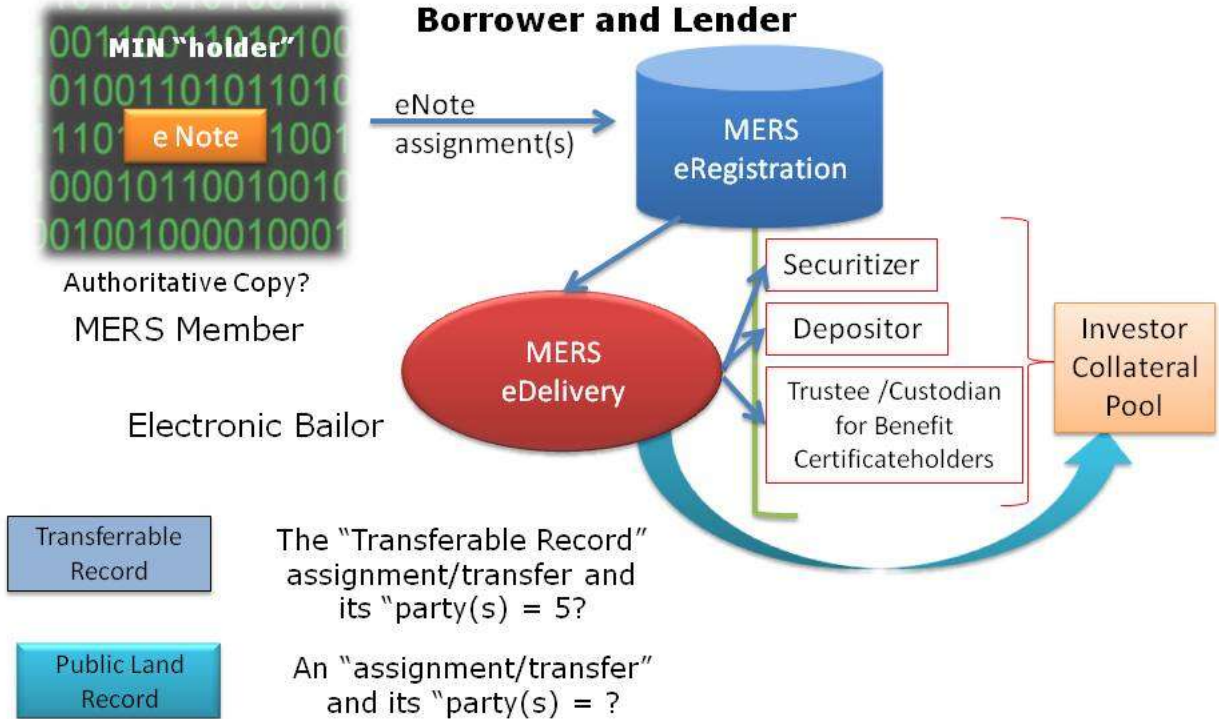 Borrower and Lender
MIN "holder"
e Note
Authoritative Copy?
MERS Member
eNote
assignment(s)
MERS
eRegistration
MERS
eDelivery
Electronic Bailor
Securitizer
Depositor
Trustee /Custodian
for Benefit
Certificateholders
Investor
Collateral
Pool
Transferrable
Record
The "Transferable Record"
assignment/transfer and
its "party(s) = 5?
Public Land
Record
An "assignment/transfer"
and its "party(s) = ?